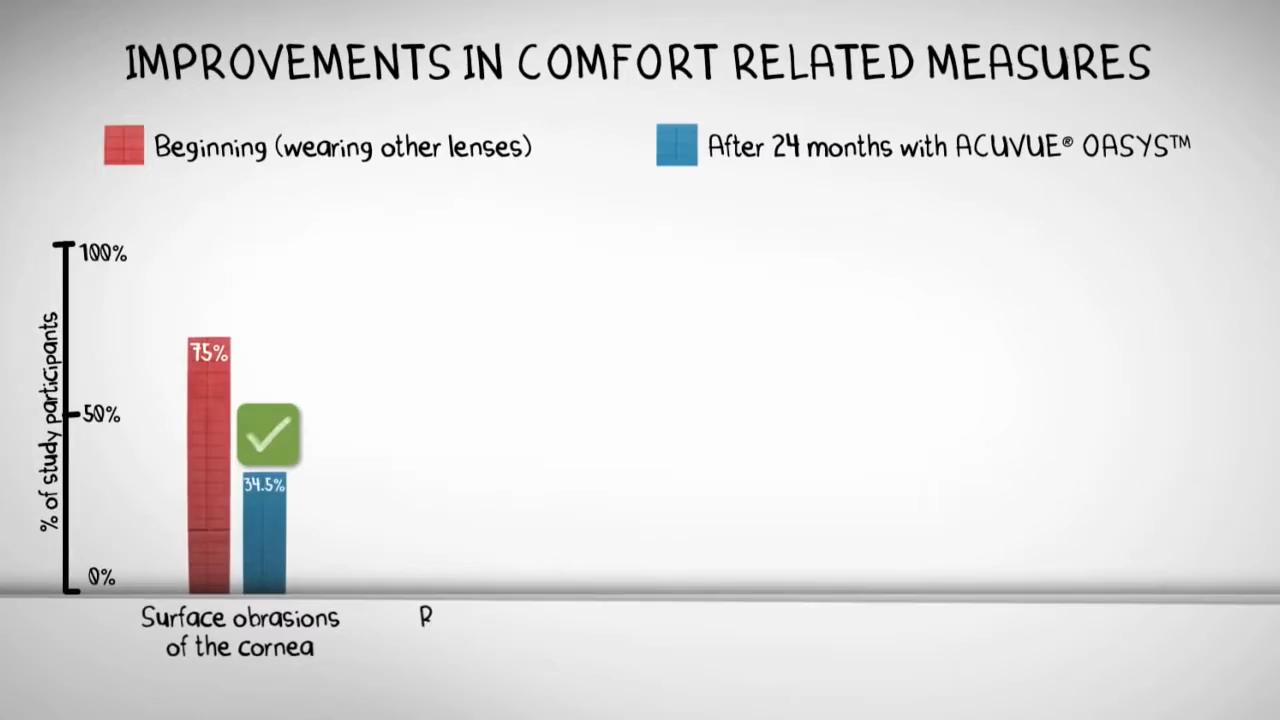 IMPROVEMENTS IN COMFORT RELATED MEASURES
Beginning (wearing other lenses)
After 24 months with ACUVUE® OASYS™
100%
50%
0%
% of study participants
75%
34.5%
Surface obrasions
of the cornea
R